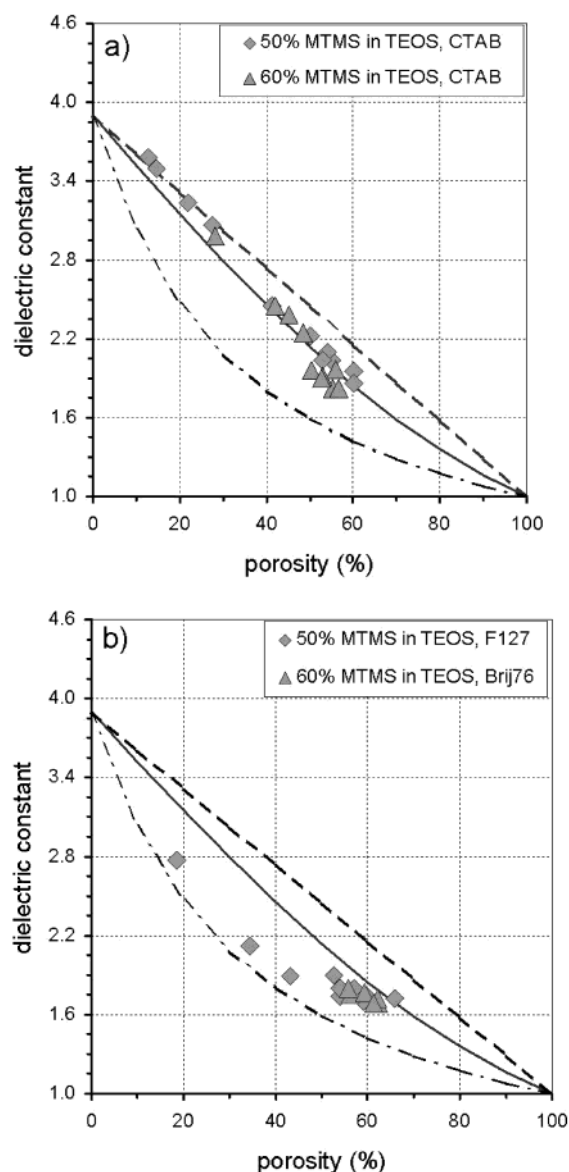 4.6
a)
50% MTMS in TEOS, CTAB
60% MTMS in TEOS, CTAB
4.0
3.4
2.8
2.2
1.6
1.0
dielectric constant
0 20 40 60 80 100
porosity (%)
4.6
b)
50% MTMS in TEOS, F127
60% MTMS in TEOS, Brij76
4.0
3.4
2.8
2.2
1.6
1.0
dielectric constant
0 20 40 60 80 100
porosity (%)